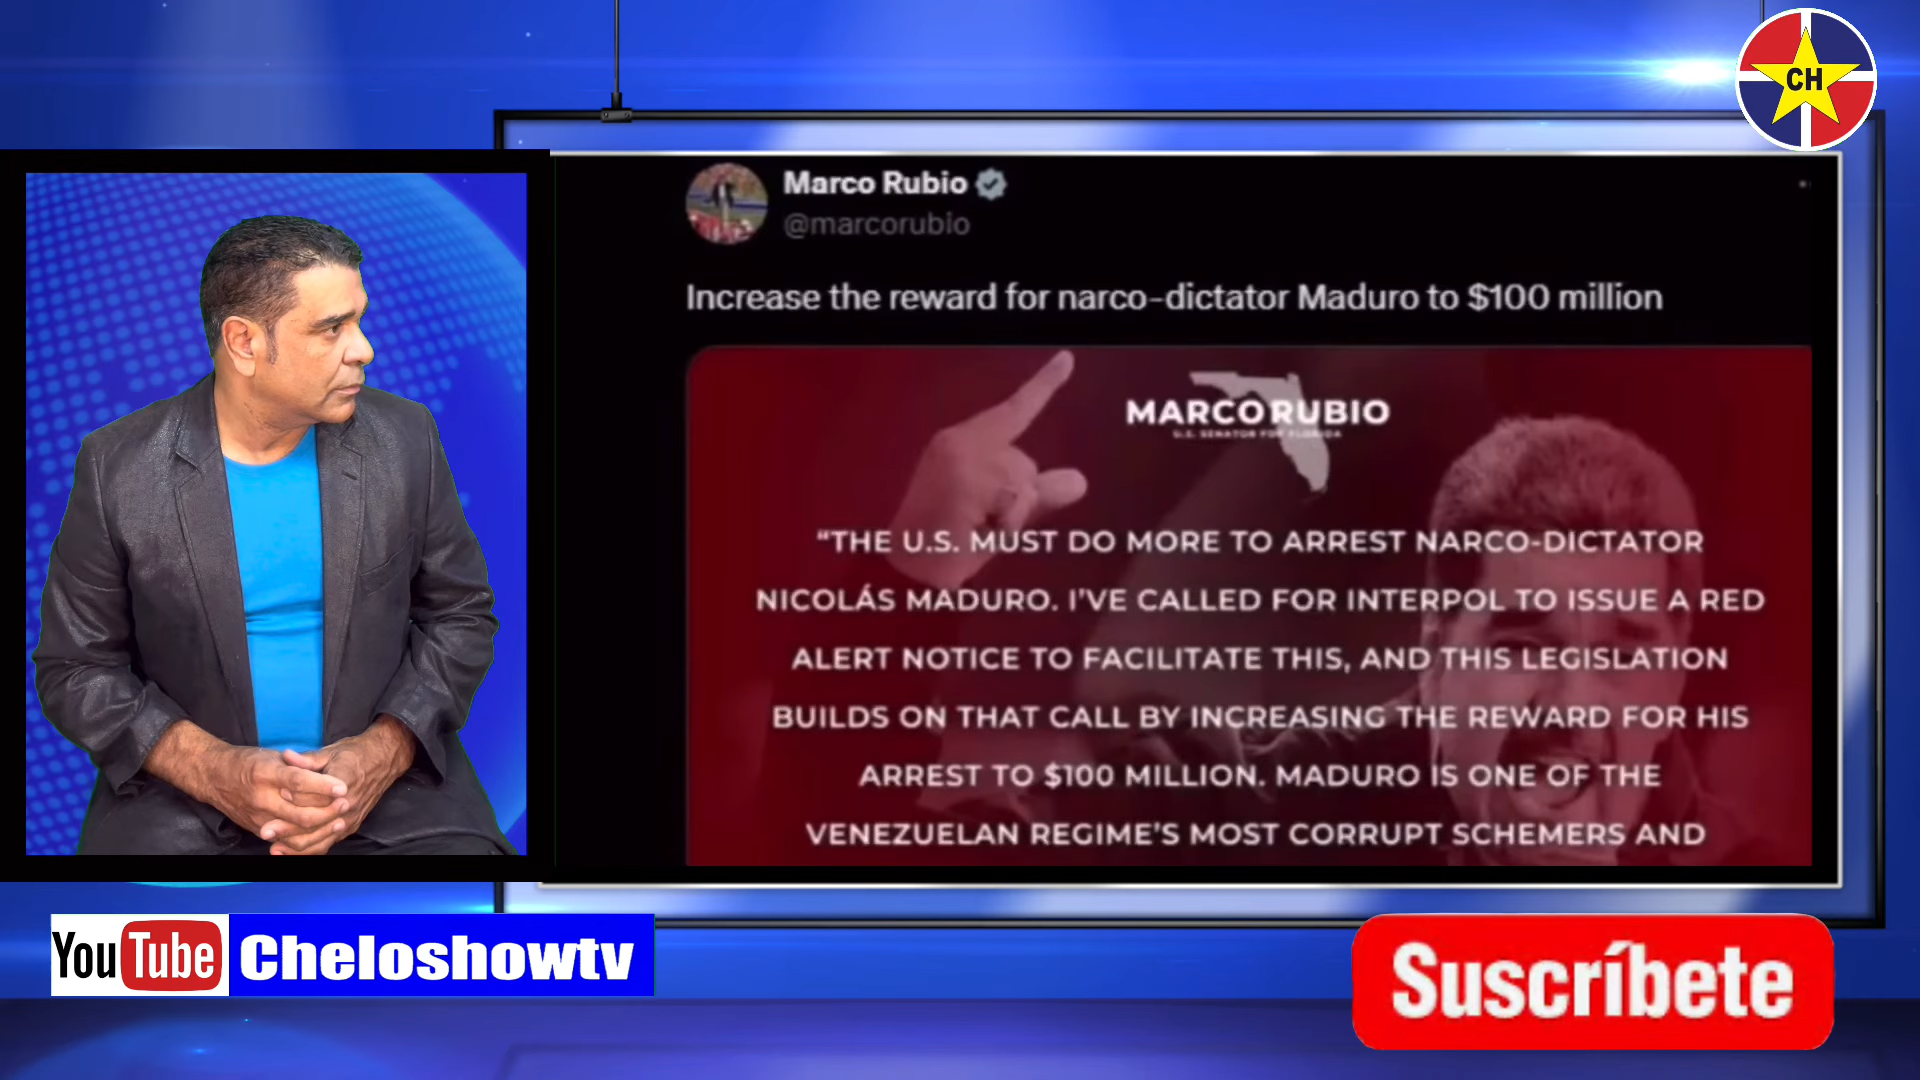 CH
Marco Rubio
@marcorubio
Increase the reward for narco-dictator Maduro to $100 million
MARCO RUBIO
U.S. SENATOR FOR FLORIDA
“THE U.S. MUST DO MORE TO ARREST NARCO-DICTATOR
NICOLÁS MADURO. I’VE CALLED FOR INTERPOL TO ISSUE A RED
ALERT NOTICE TO FACILITATE THIS, AND THIS LEGISLATION
BUILDS ON THAT CALL BY INCREASING THE REWARD FOR HIS
ARREST TO $100 MILLION. MADURO IS ONE OF THE
VENEZUELAN REGIME’S MOST CORRUPT SCHEMERS AND
YouTube Cheloshowtv
Suscríbete